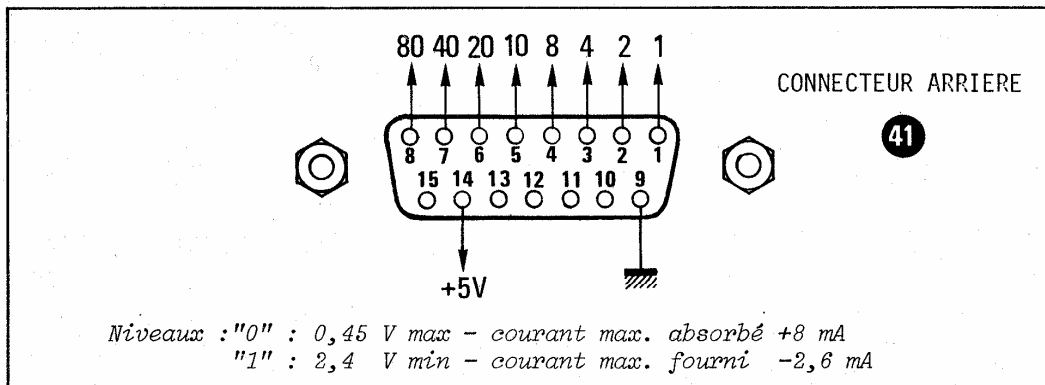 80 40 20 10 8 4 2 1
CONNECTEUR ARRIERE
41
8 7 6 5 4 3 2 1
15 14 13 12 11 10 9
+5V
Niveaux :"0" : 0,45 V max - courant max. absorbé +8 mA
"1" : 2,4 V min - courant max. fourni -2,6 mA